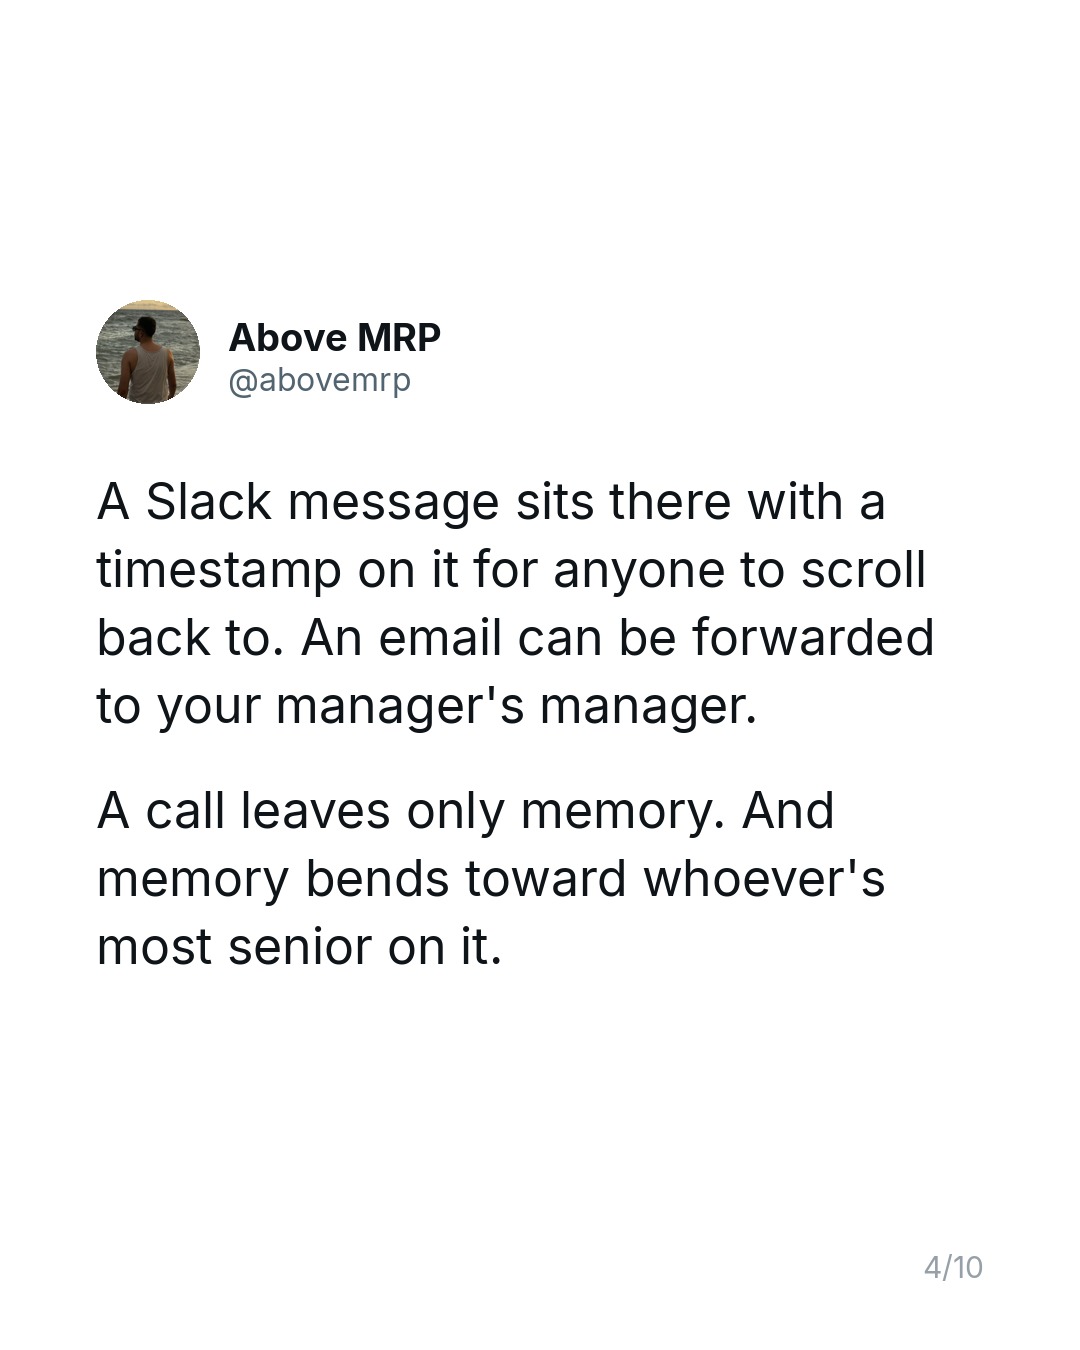 Above MRP
@abovemrp
A Slack message sits there with a
timestamp on it for anyone to scroll
back to. An email can be forwarded
to your manager's manager.
A call leaves only memory. And
memory bends toward whoever's
most senior on it.
4/10